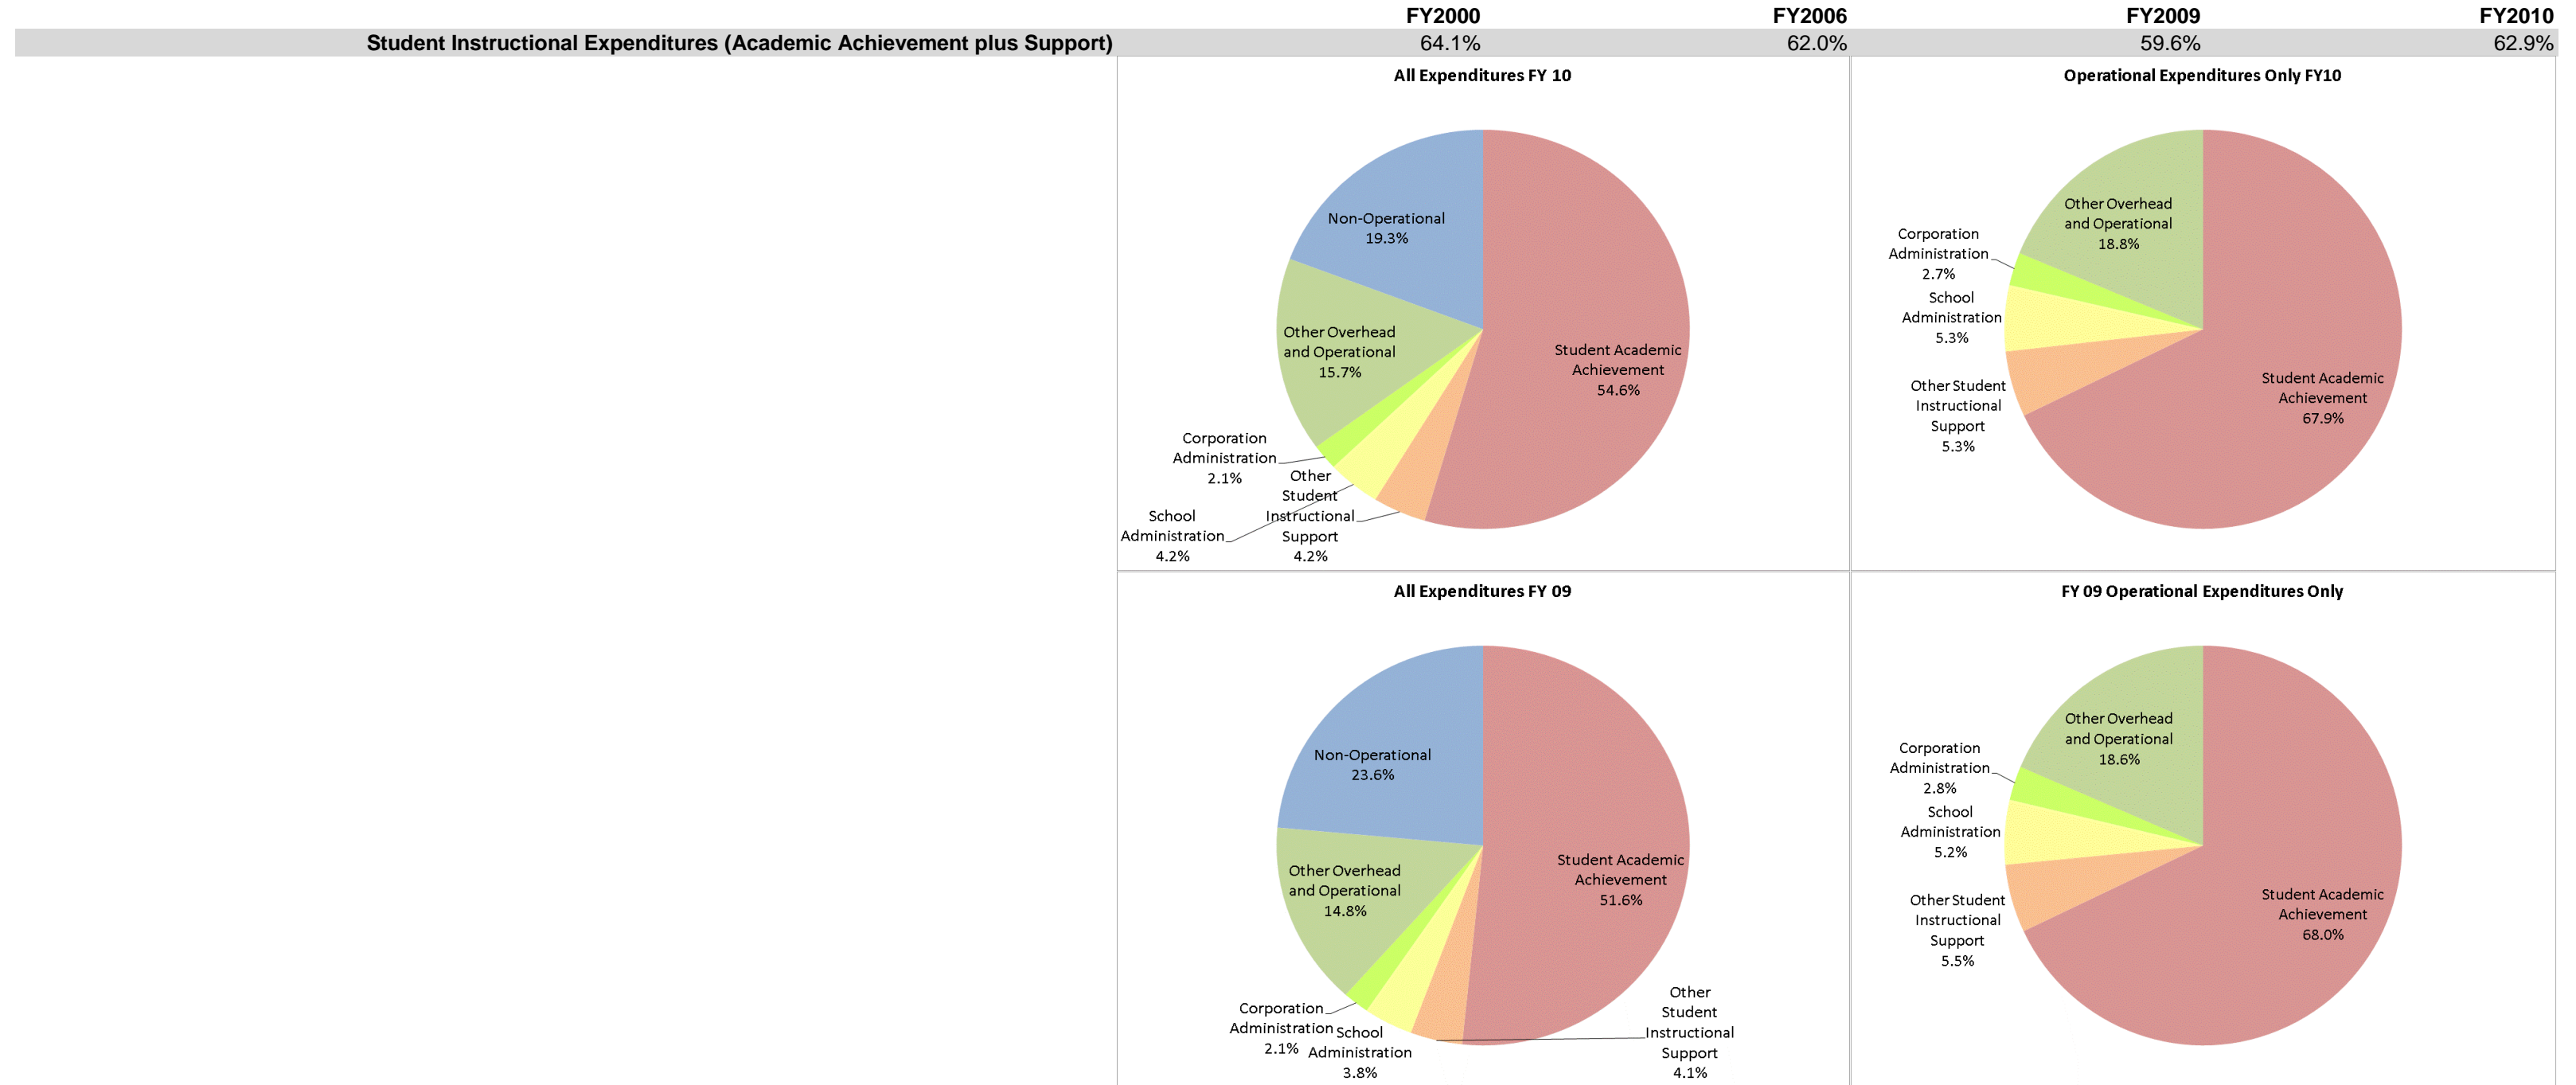 FY2000 FY2006 FY2009 FY2010
Student Instructional Expenditures (Academic Achievement plus Support) 64.1% 62.0% 59.6% 62.9%
All Expenditures FY 10
Non-Operational
19.3%
Other Overhead
and Operational
15.7%
Student Academic
Achievement
54.6%
Corporation
Administration
2.1%
Other
Student
Instructional
Support
4.2%
School
Administration
4.2%
Operational Expenditures Only FY10
Other Overhead
and Operational
18.8%
Corporation
Administration
2.7%
School
Administration
5.3%
Other Student
Instructional
Support
5.3%
Student Academic
Achievement
67.9%
All Expenditures FY 09
Non-Operational
23.6%
Other Overhead
and Operational
14.8%
Student Academic
Achievement
51.6%
Corporation
Administration
2.1%
School
Administration
3.8%
Other
Student
Instructional
Support
4.1%
FY 09 Operational Expenditures Only
Other Overhead
and Operational
18.6%
Corporation
Administration
2.8%
School
Administration
5.2%
Other Student
Instructional
Support
5.5%
Student Academic
Achievement
68.0%